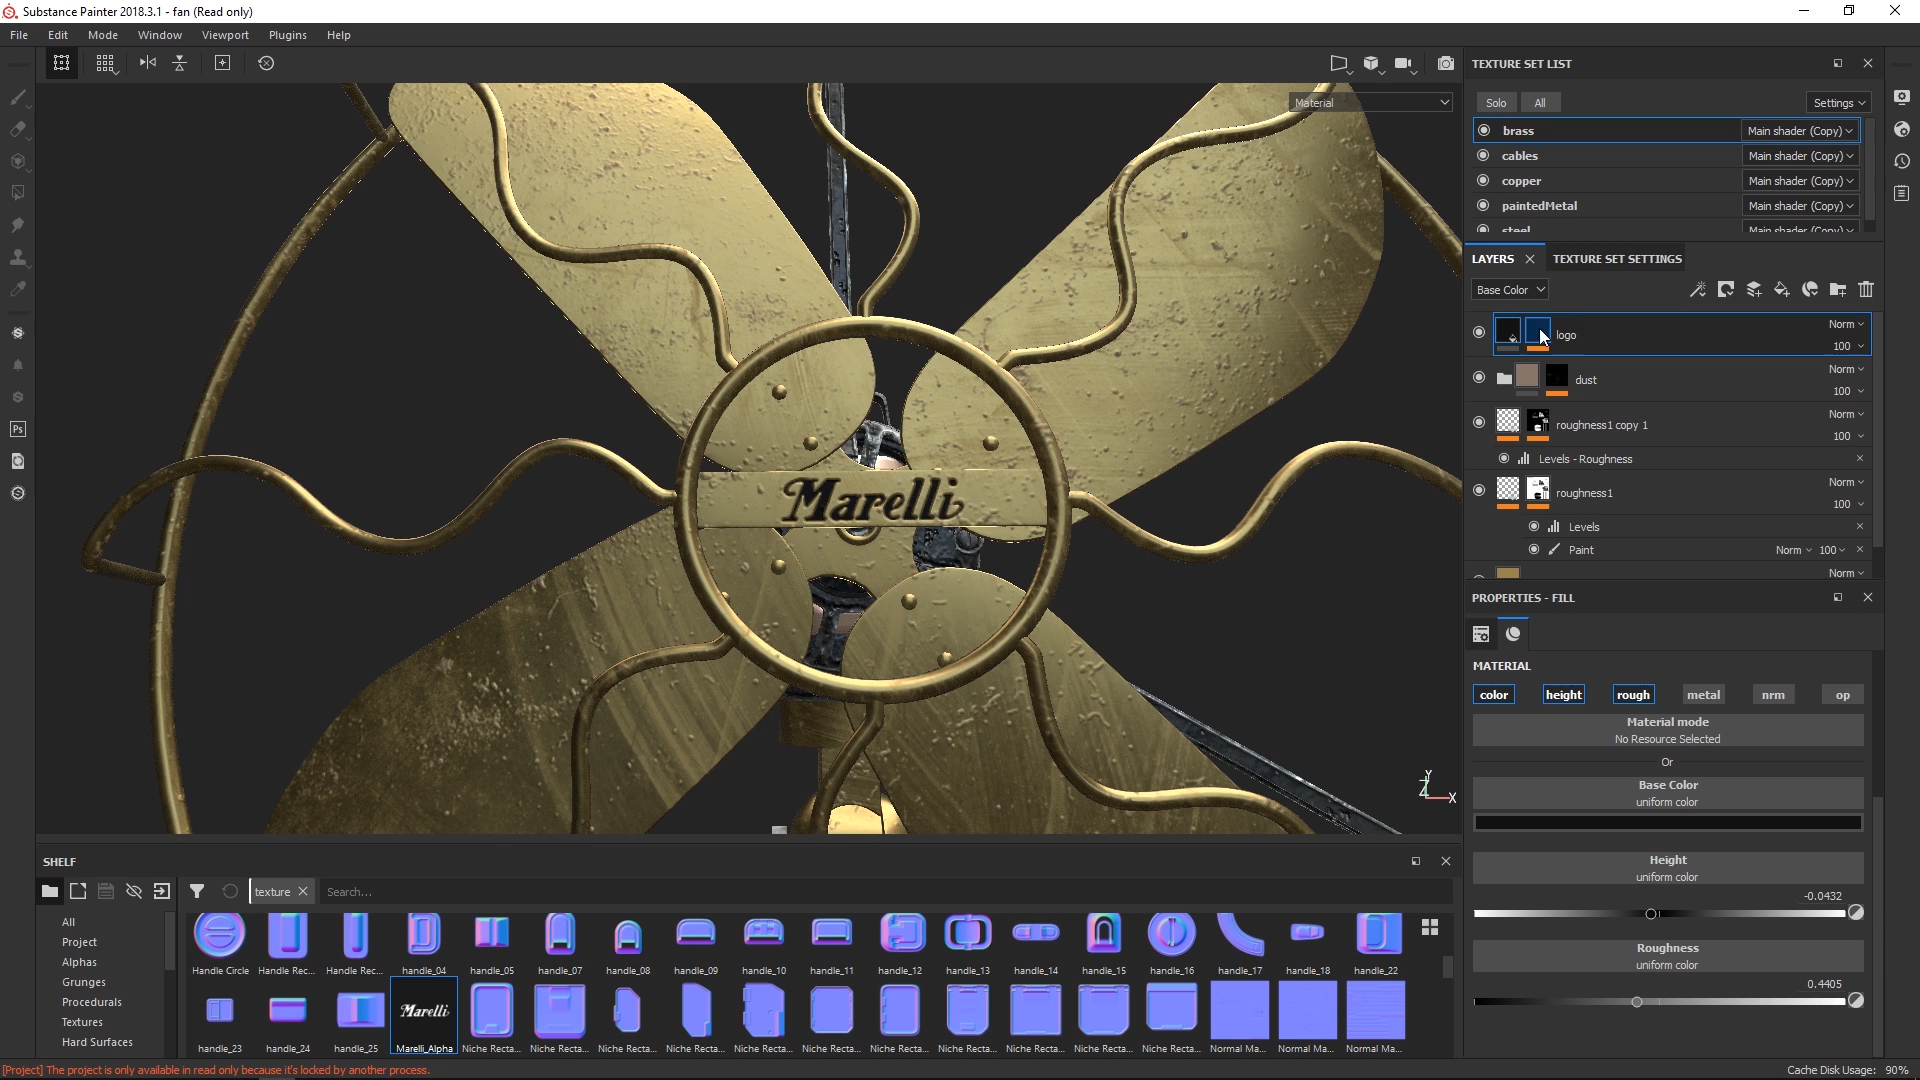 Substance Painter 2018.3.1 - fan (Read only)
File Edit Mode Window Viewport Plugins Help
Material
Marelli
Y
Z
X
TEXTURE SET LIST
Solo All Settings
brass Main shader (Copy)
cables Main shader (Copy)
copper Main shader (Copy)
paintedMetal Main shader (Copy)
steel Main shader (Copy)
LAYERS TEXTURE SET SETTINGS
Base Color
logo Norm 100
dust Norm 100
roughness1 copy 1 Norm 100
Levels - Roughness
roughness1 Norm 100
Levels
Paint Norm 100
Norm
PROPERTIES - FILL
MATERIAL
color height rough metal nrm op
Material mode
No Resource Selected
Or
Base Color
uniform color
Height
uniform color
-0.0432
Roughness
uniform color
0.4405
SHELF
texture Search...
All
Project
Alphas
Grunges
Procedurals
Textures
Hard Surfaces
Handle Circle Handle Rec... Handle Rec... handle_04 handle_05 handle_07 handle_08 handle_09 handle_10 handle_11 handle_12 handle_13 handle_14 handle_15 handle_16 handle_17 handle_18 handle_22
Marelli
handle_23 handle_24 handle_25 Marelli_Alpha Niche Recta... Niche Recta... Niche Recta... Niche Recta... Niche Recta... Niche Recta... Niche Recta... Niche Recta... Niche Recta... Niche Recta... Niche Recta... Normal Ma... Normal Ma... Normal Ma...
Ps
[Project] The project is only available in read only because it's locked by another process.
Cache Disk Usage: 90%